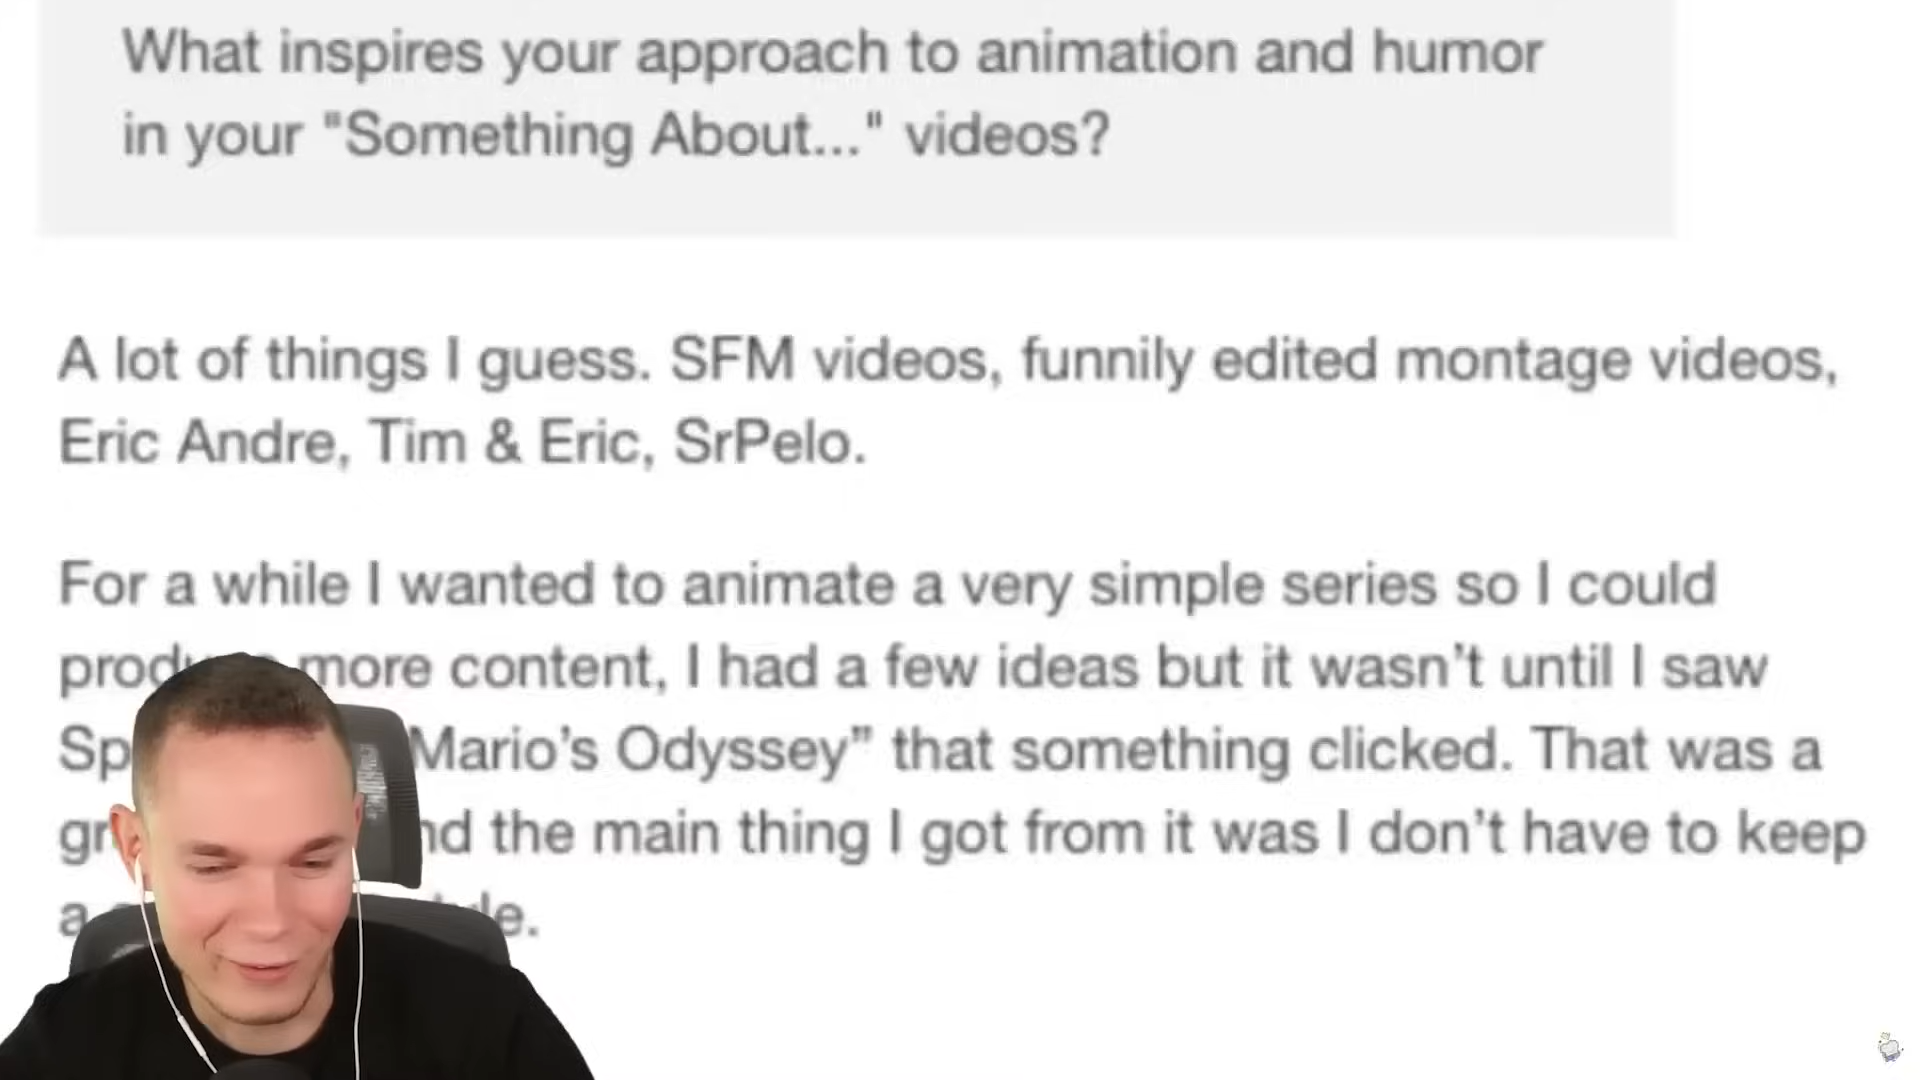 What inspires your approach to animation and humor
in your "Something About..." videos?
A lot of things I guess. SFM videos, funnily edited montage videos,
Eric Andre, Tim & Eric, SrPelo.
For a while I wanted to animate a very simple series so I could
more content, I had a few ideas but it wasn’t until I saw
Mario’s Odyssey” that something clicked. That was a
the main thing I got from it was I don’t have to keep
a